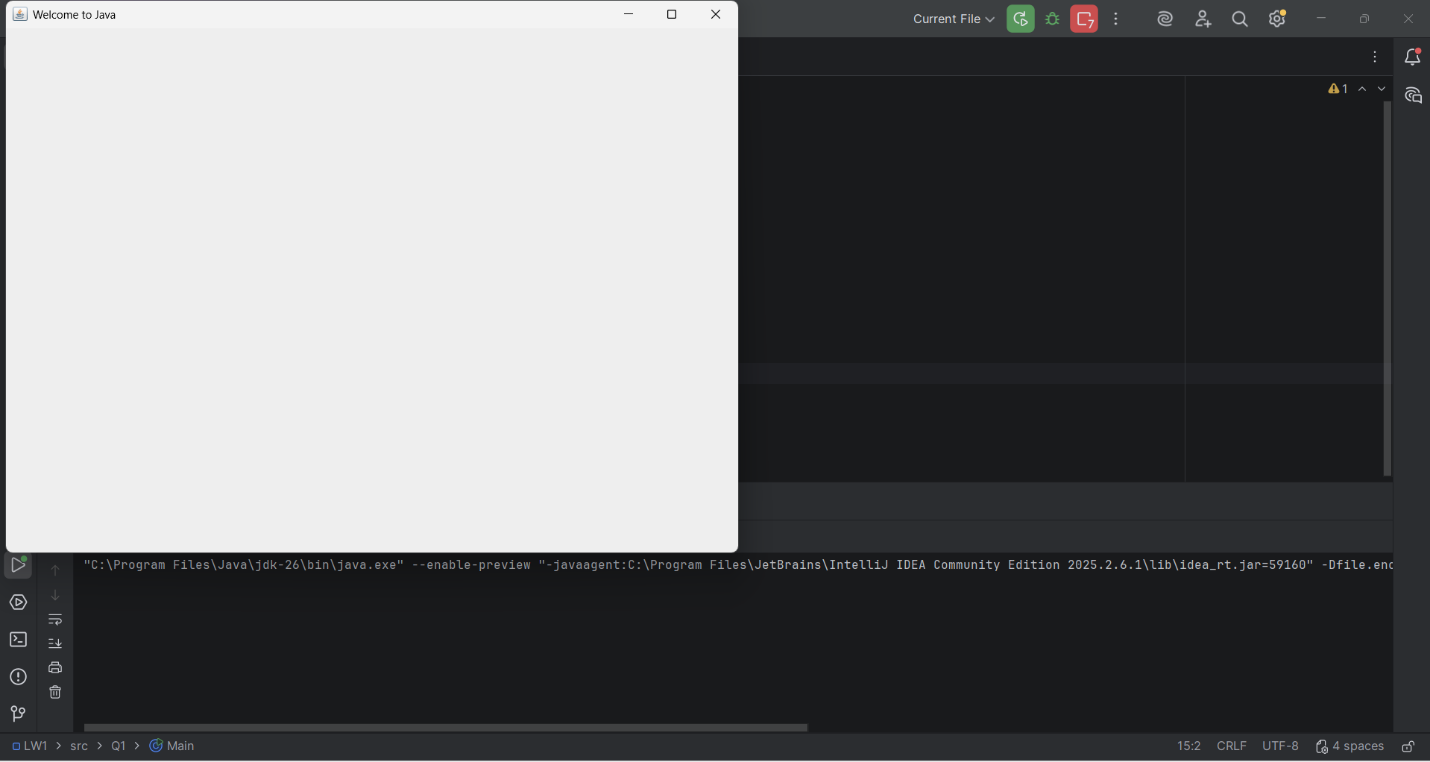 Welcome to Java
Current File
7
1
"C:\Program Files\Java\jdk-26\bin\java.exe" --enable-preview "-javaagent:C:\Program Files\JetBrains\IntelliJ IDEA Community Edition 2025.2.6.1\lib\idea_rt.jar=59160" -Dfile.enc
LW1 > src > Q1 > Main
15:2 CRLF UTF-8 4 spaces